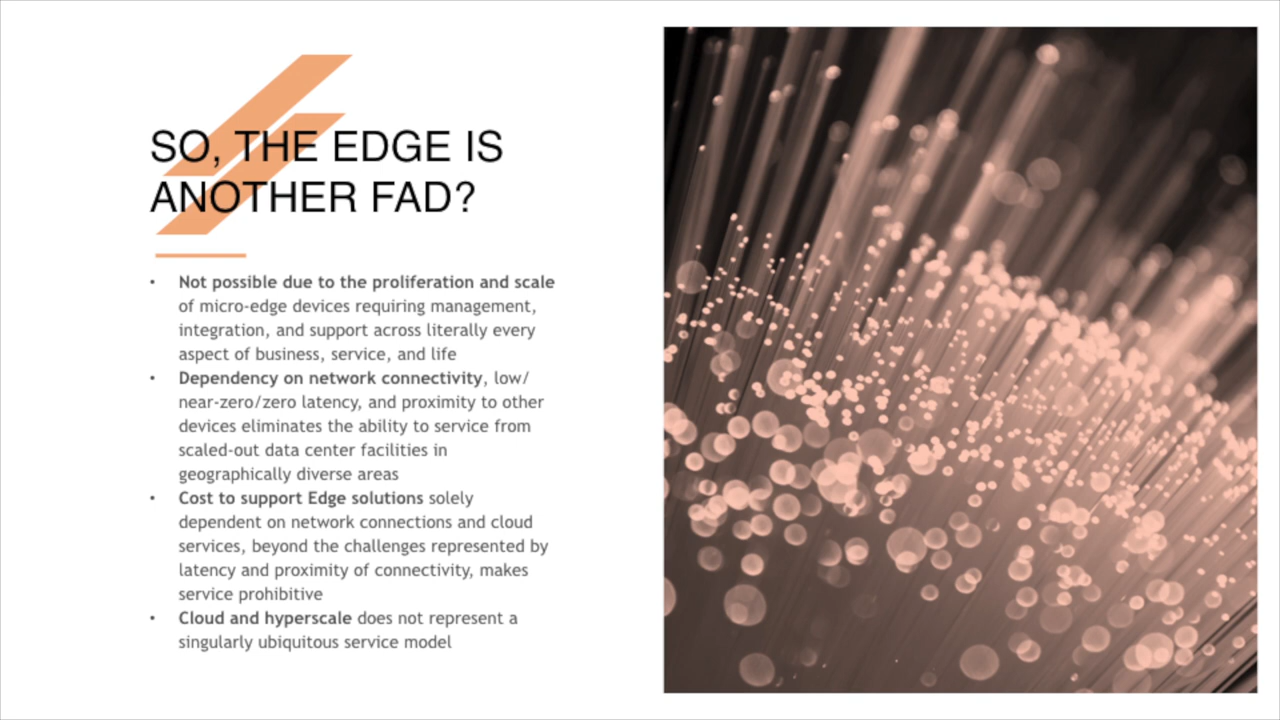 SO, THE EDGE IS
ANOTHER FAD?
• Not possible due to the proliferation and scale
of micro-edge devices requiring management,
integration, and support across literally every
aspect of business, service, and life
• Dependency on network connectivity, low/
near-zero/zero latency, and proximity to other
devices eliminates the ability to service from
scaled-out data center facilities in
geographically diverse areas
• Cost to support Edge solutions solely
dependent on network connections and cloud
services, beyond the challenges represented by
latency and proximity of connectivity, makes
service prohibitive
• Cloud and hyperscale does not represent a
singularly ubiquitous service model